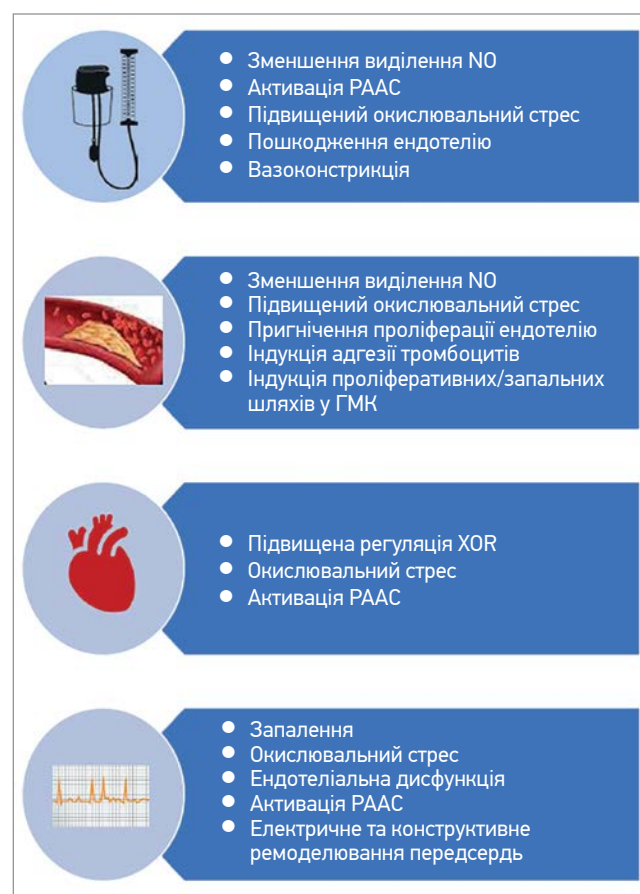 ● Зменшення виділення NO
● Активація РААС
● Підвищений окислювальний стрес
● Пошкодження ендотелію
● Вазоконстрикція
● Зменшення виділення NO
● Підвищений окислювальний стрес
● Пригнічення проліферації ендотелію
● Індукція адгезії тромбоцитів
● Індукція проліферативних/запальних
шляхів у ГМК
● Підвищена регуляція XOR
● Окислювальний стрес
● Активація РААС
● Запалення
● Окислювальний стрес
● Ендотеліальна дисфункція
● Активація РААС
● Електричне та конструктивне
ремоделювання передсердь